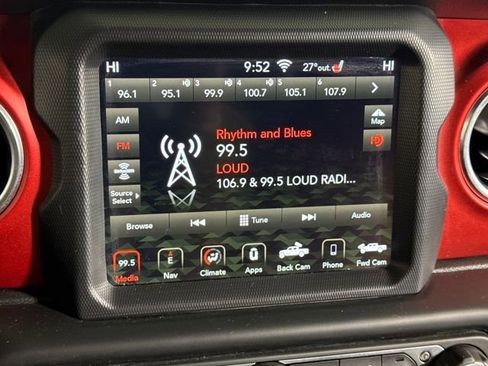 HI 9:52 27°out. HI
1 2 3 4 5 6
96.1 95.1 99.9 100.7 105.1 107.9
AM
Map
FM
Rhythm and Blues
99.5
LOUD
106.9 & 99.5 LOUD RADI...
SiriusXM
Source
Select
Browse Tune Audio
99.5 E
Media Nav Climate Apps Back Cam Phone Fwd Cam